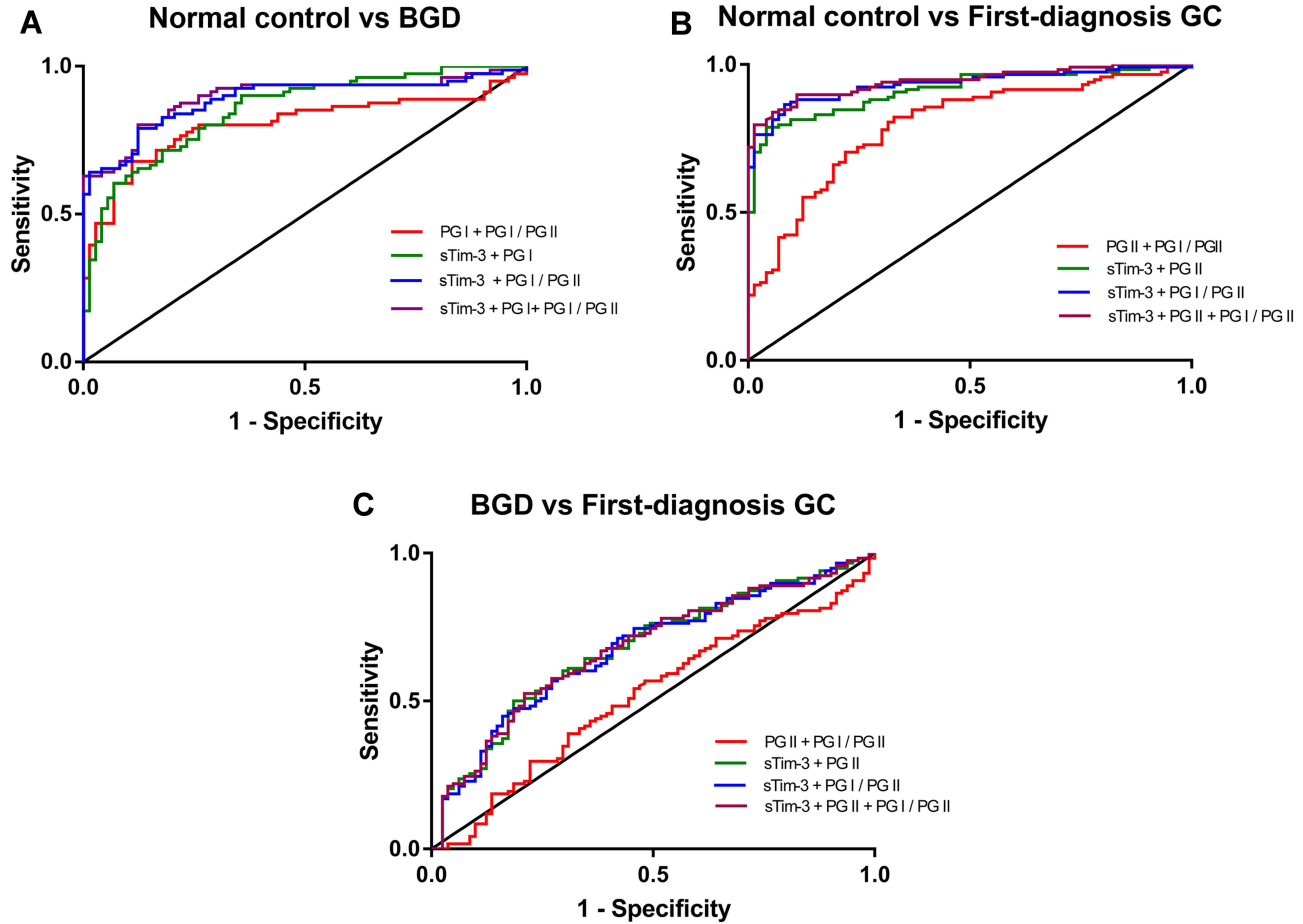 A
Normal control vs BGD
1.0
0.5
0.0
Sensitivity
PG I + PG I / PG II
sTim-3 + PG I
sTim-3 + PG I / PG II
sTim-3 + PG I+ PG I / PG II
0.0
0.5
1.0
1 - Specificity
B
Normal control vs First-diagnosis GC
1.0
0.5
0.0
Sensitivity
PG II + PG I / PGII
sTim-3 + PG II
sTim-3 + PG I / PG II
sTim-3 + PG II + PG I / PG II
0.0
0.5
1.0
1 - Specificity
C
BGD vs First-diagnosis GC
1.0
0.5
0.0
Sensitivity
PG II + PG I / PG II
sTim-3 + PG II
sTim-3 + PG I / PG II
sTim-3 + PG II + PG I / PG II
0.0
0.5
1.0
1 - Specificity